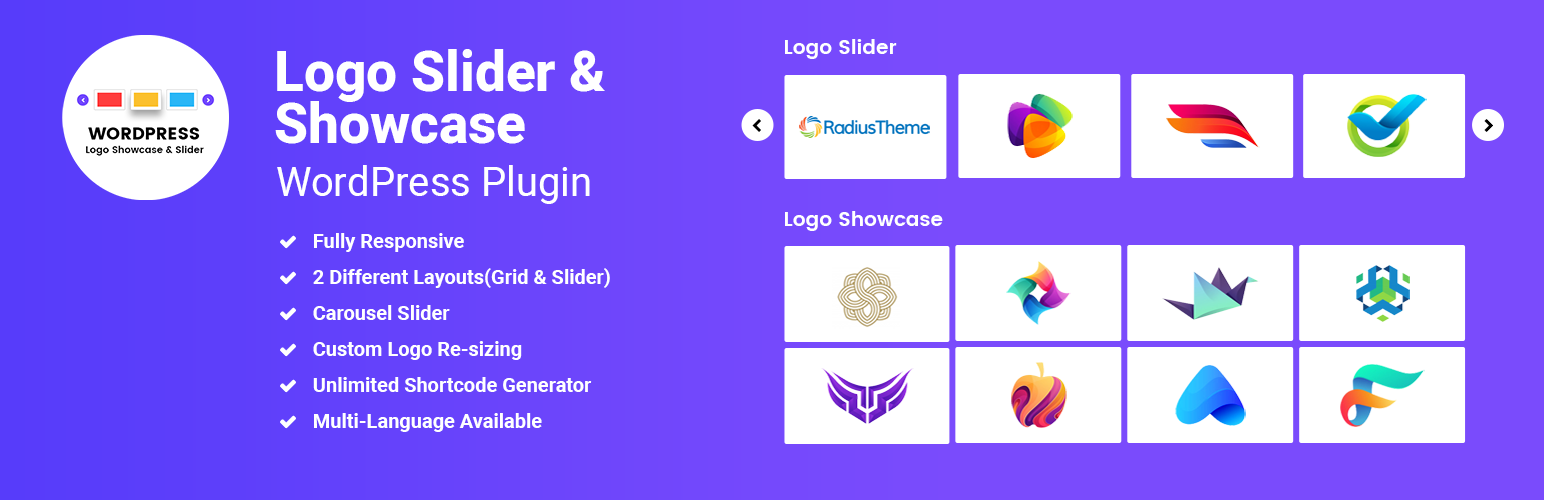 WORDPRESS
Logo Showcase & Slider
Logo Slider &
Showcase
WordPress Plugin
Fully Responsive
2 Different Layouts(Grid & Slider)
Carousel Slider
Custom Logo Re-sizing
Unlimited Shortcode Generator
Multi-Language Available
Logo Slider
RadiusTheme
Logo Showcase